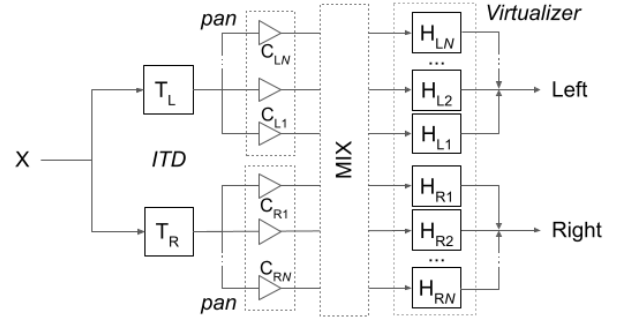 pan
Virtualizer
C_LN
H_LN
...
T_L
H_L2
Left
C_L1
H_L1
X
ITD
MIX
H_R1
C_R1
T_R
H_R2
Right
...
C_RN
H_RN
pan